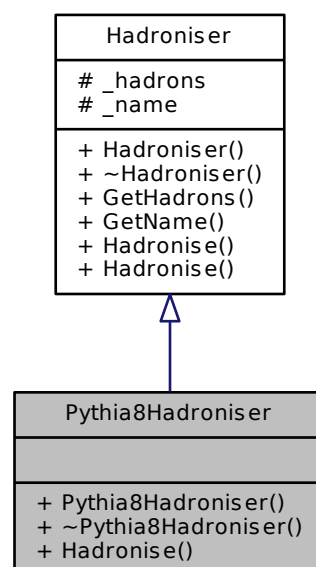 Hadroniser
# _hadrons
# _name
+ Hadroniser()
+ ~Hadroniser()
+ GetHadrons()
+ GetName()
+ Hadronise()
+ Hadronise()
Pythia8Hadroniser
+ Pythia8Hadroniser()
+ ~Pythia8Hadroniser()
+ Hadronise()